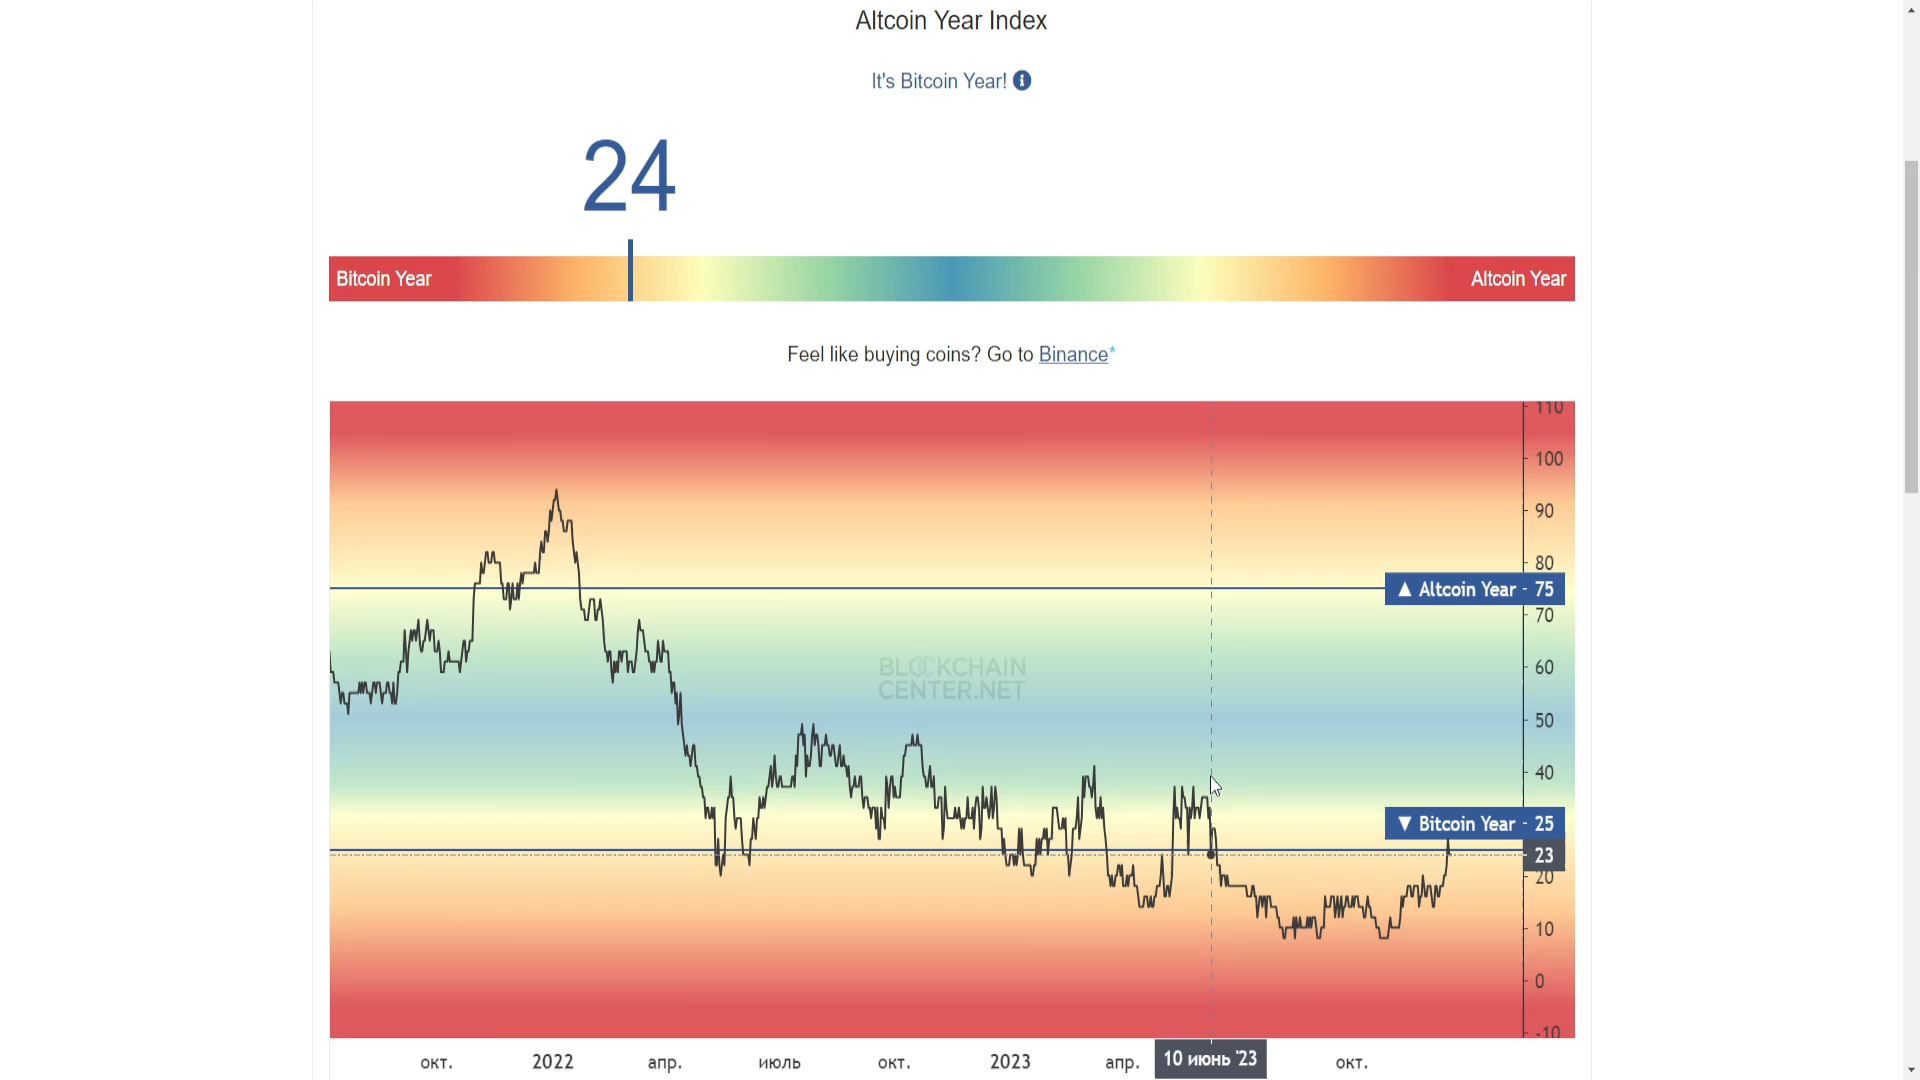 Altcoin Year Index
It's Bitcoin Year!
24
Bitcoin Year
Altcoin Year
Feel like buying coins? Go to Binance*
110
100
90
80
▲ Altcoin Year - 75
70
60
BLOCKCHAIN
CENTER.NET
50
40
▼ Bitcoin Year - 25
23
20
10
0
-10
окт. 2022 апр. июль окт. 2023 апр. 10 июнь '23 окт.